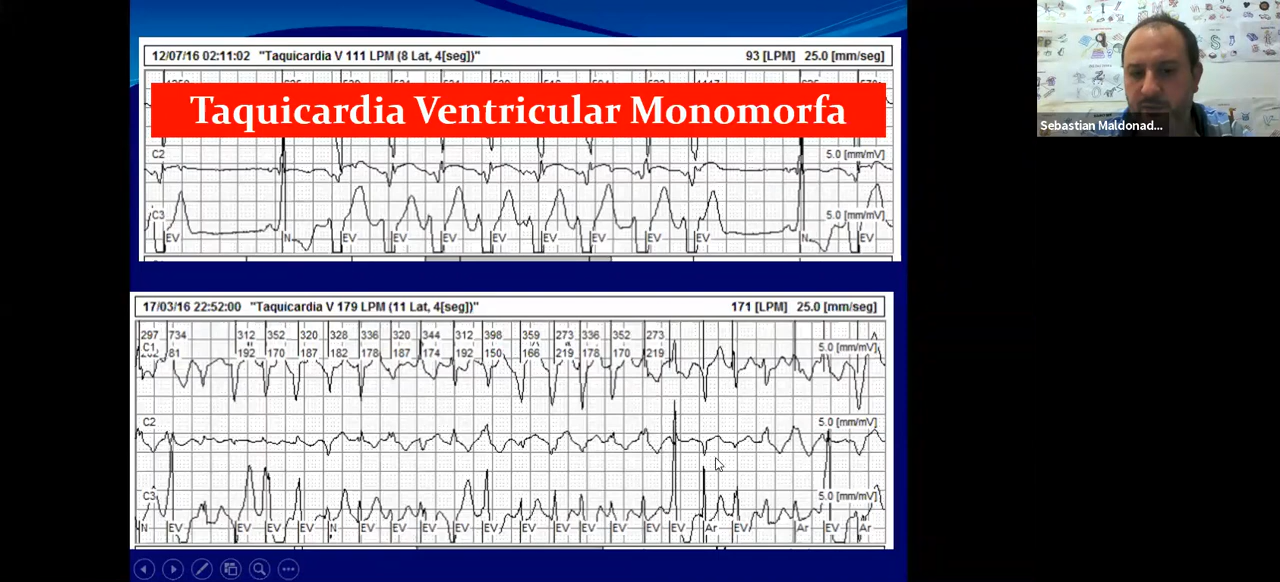 12/07/16 02:11:02 "Taquicardia V 111 LPM (8 Lat, 4[seg])" 93 [LPM] 25.0 [mm/seg]
Taquicardia Ventricular Monomorfa
C2 5.0 [mm/mV]
C3 5.0 [mm/mV]
EV N EV EV EV EV EV EV EV EV N EV
17/03/16 22:52:00 "Taquicardia V 179 LPM (11 Lat, 4[seg])" 171 [LPM] 25.0 [mm/seg]
297 734 312 352 320 328 336 320 344 312 398 359 273 336 352 273
C1 81 192 170 187 182 178 187 174 192 150 166 219 178 170 219 5.0 [mm/mV]
C2 5.0 [mm/mV]
C3 5.0 [mm/mV]
N EV EV EV EV N EV EV EV EV EV EV EV EV EV EV Ar EV Ar EV Ar
Sebastian Maldonad...